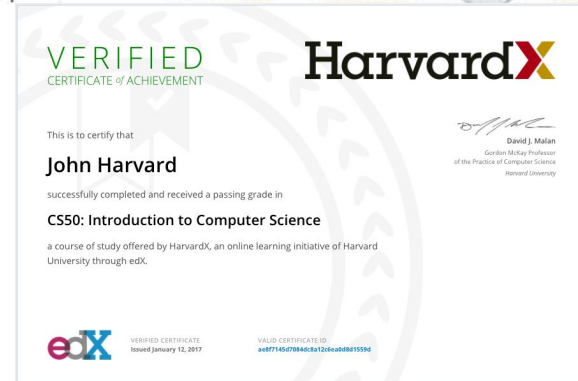 VERIFIED
CERTIFICATE of ACHIEVEMENT
HarvardX
This is to certify that
John Harvard
successfully completed and received a passing grade in
CS50: Introduction to Computer Science
a course of study offered by HarvardX, an online learning initiative of Harvard
University through edX.
David J. Malan
Gordon McKay Professor
of the Practice of Computer Science
Harvard University
edX
VERIFIED CERTIFICATE
Issued January 12, 2017
VALID CERTIFICATE ID
ae8f7145d7084dc8a12c6ea0d8d1559d